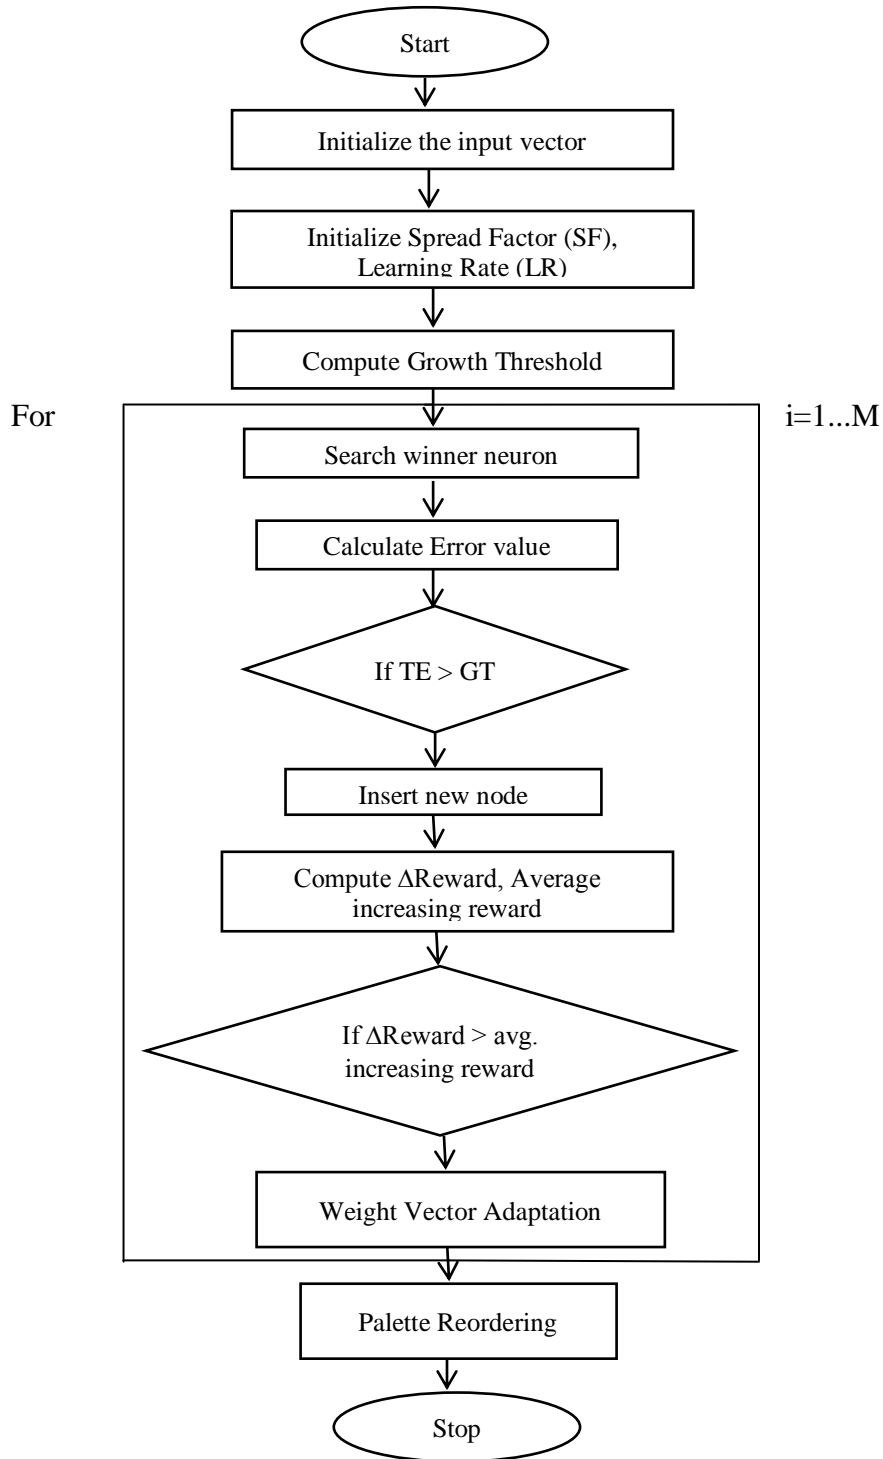 Start
Initialize the input vector
Initialize Spread Factor (SF),
Learning Rate (LR)
Compute Growth Threshold
For
i=1...M
Search winner neuron
Calculate Error value
If TE > GT
Insert new node
Compute ΔReward, Average
increasing reward
If ΔReward > avg.
increasing reward
Weight Vector Adaptation
Palette Reordering
Stop